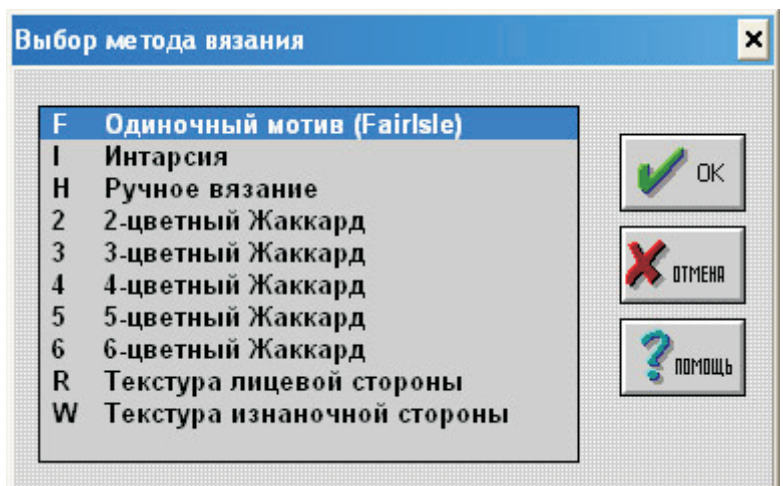 Выбор метода вязания
F Одиночный мотив (FairIsle)
I Интарсия
H Ручное вязание
2 2-цветный Жаккард
3 3-цветный Жаккард
4 4-цветный Жаккард
5 5-цветный Жаккард
6 6-цветный Жаккард
R Текстура лицевой стороны
W Текстура изнаночной стороны
OK
ОТМЕНА
ПОМОЩЬ